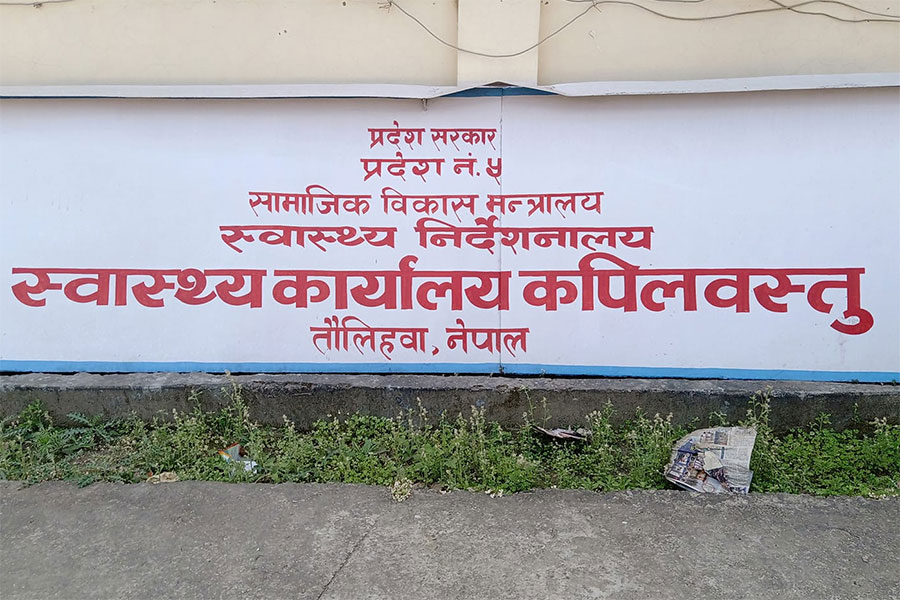 प्रदेश सरकार
प्रदेश नं. ५
सामाजिक विकास मन्त्रालय
स्वास्थ्य निर्देशनालय
स्वास्थ्य कार्यालय कपिलवस्तु
तौलिहवा, नेपाल